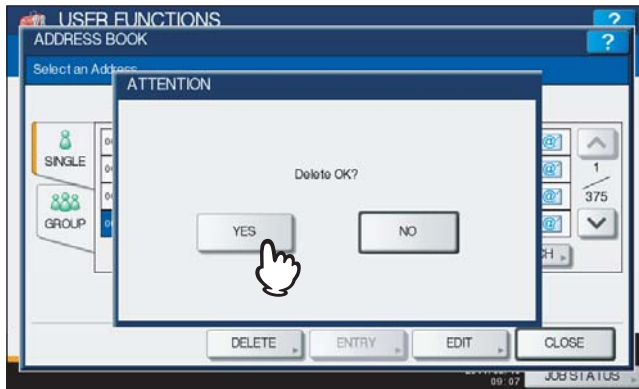 USER FUNCTIONS
?
ADDRESS BOOK
?
Select an Address
ATTENTION
SINGLE
1
375
Delete OK?
GROUP
YES
NO
DELETE
ENTRY
EDIT
CLOSE
09:07
JOB STATUS